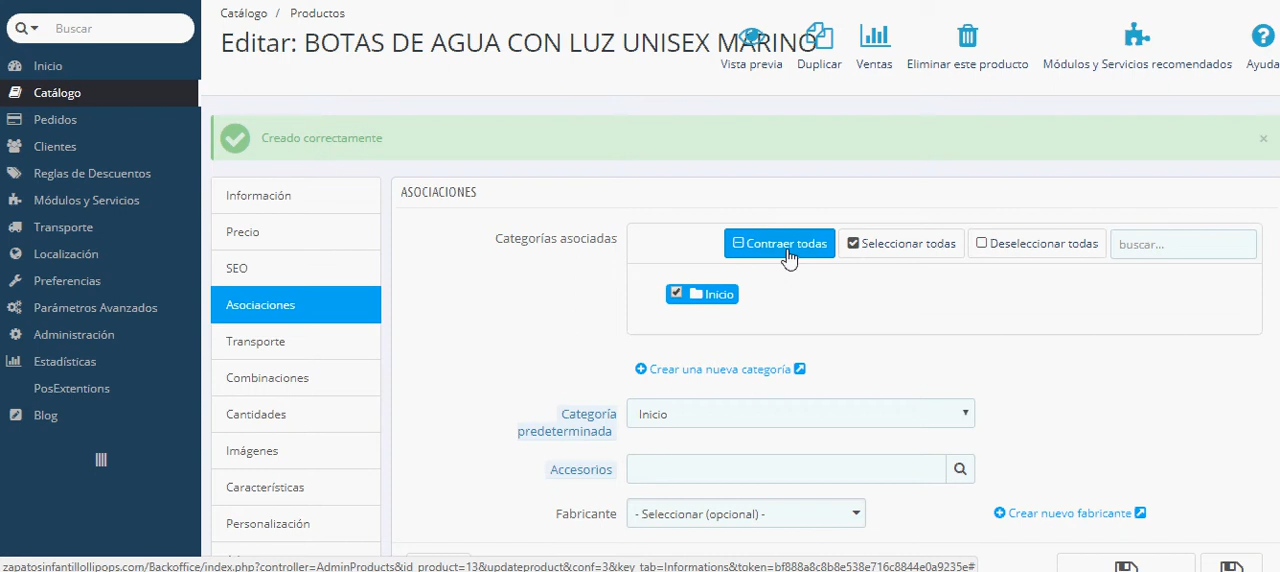 Catálogo / Productos
Buscar
Editar: BOTAS DE AGUA CON LUZ UNISEX MARINO
Vista previa
Duplicar
Ventas
Eliminar este producto
Módulos y Servicios recomendados
Ayuda
Inicio
Catálogo
Pedidos
Clientes
Reglas de Descuentos
Módulos y Servicios
Transporte
Localización
Preferencias
Parámetros Avanzados
Administración
Estadísticas
PosExtentions
Blog
Creado correctamente
×
Información
Precio
SEO
Asociaciones
Transporte
Combinaciones
Cantidades
Imágenes
Características
Personalización
ASOCIACIONES
Categorías asociadas
Contraer todas
Seleccionar todas
Deseleccionar todas
buscar...
Inicio
Crear una nueva categoría
Categoría
predeterminada
Inicio
Accesorios
Fabricante
- Seleccionar (opcional) -
Crear nuevo fabricante
zapatosinfantillollipops.com/Backoffice/index.php?controller=AdminProducts&id_product=13&updateproduct&conf=3&key_tab=Informations&token=bf888a8c8b8e538e716c8844e0a9235e#